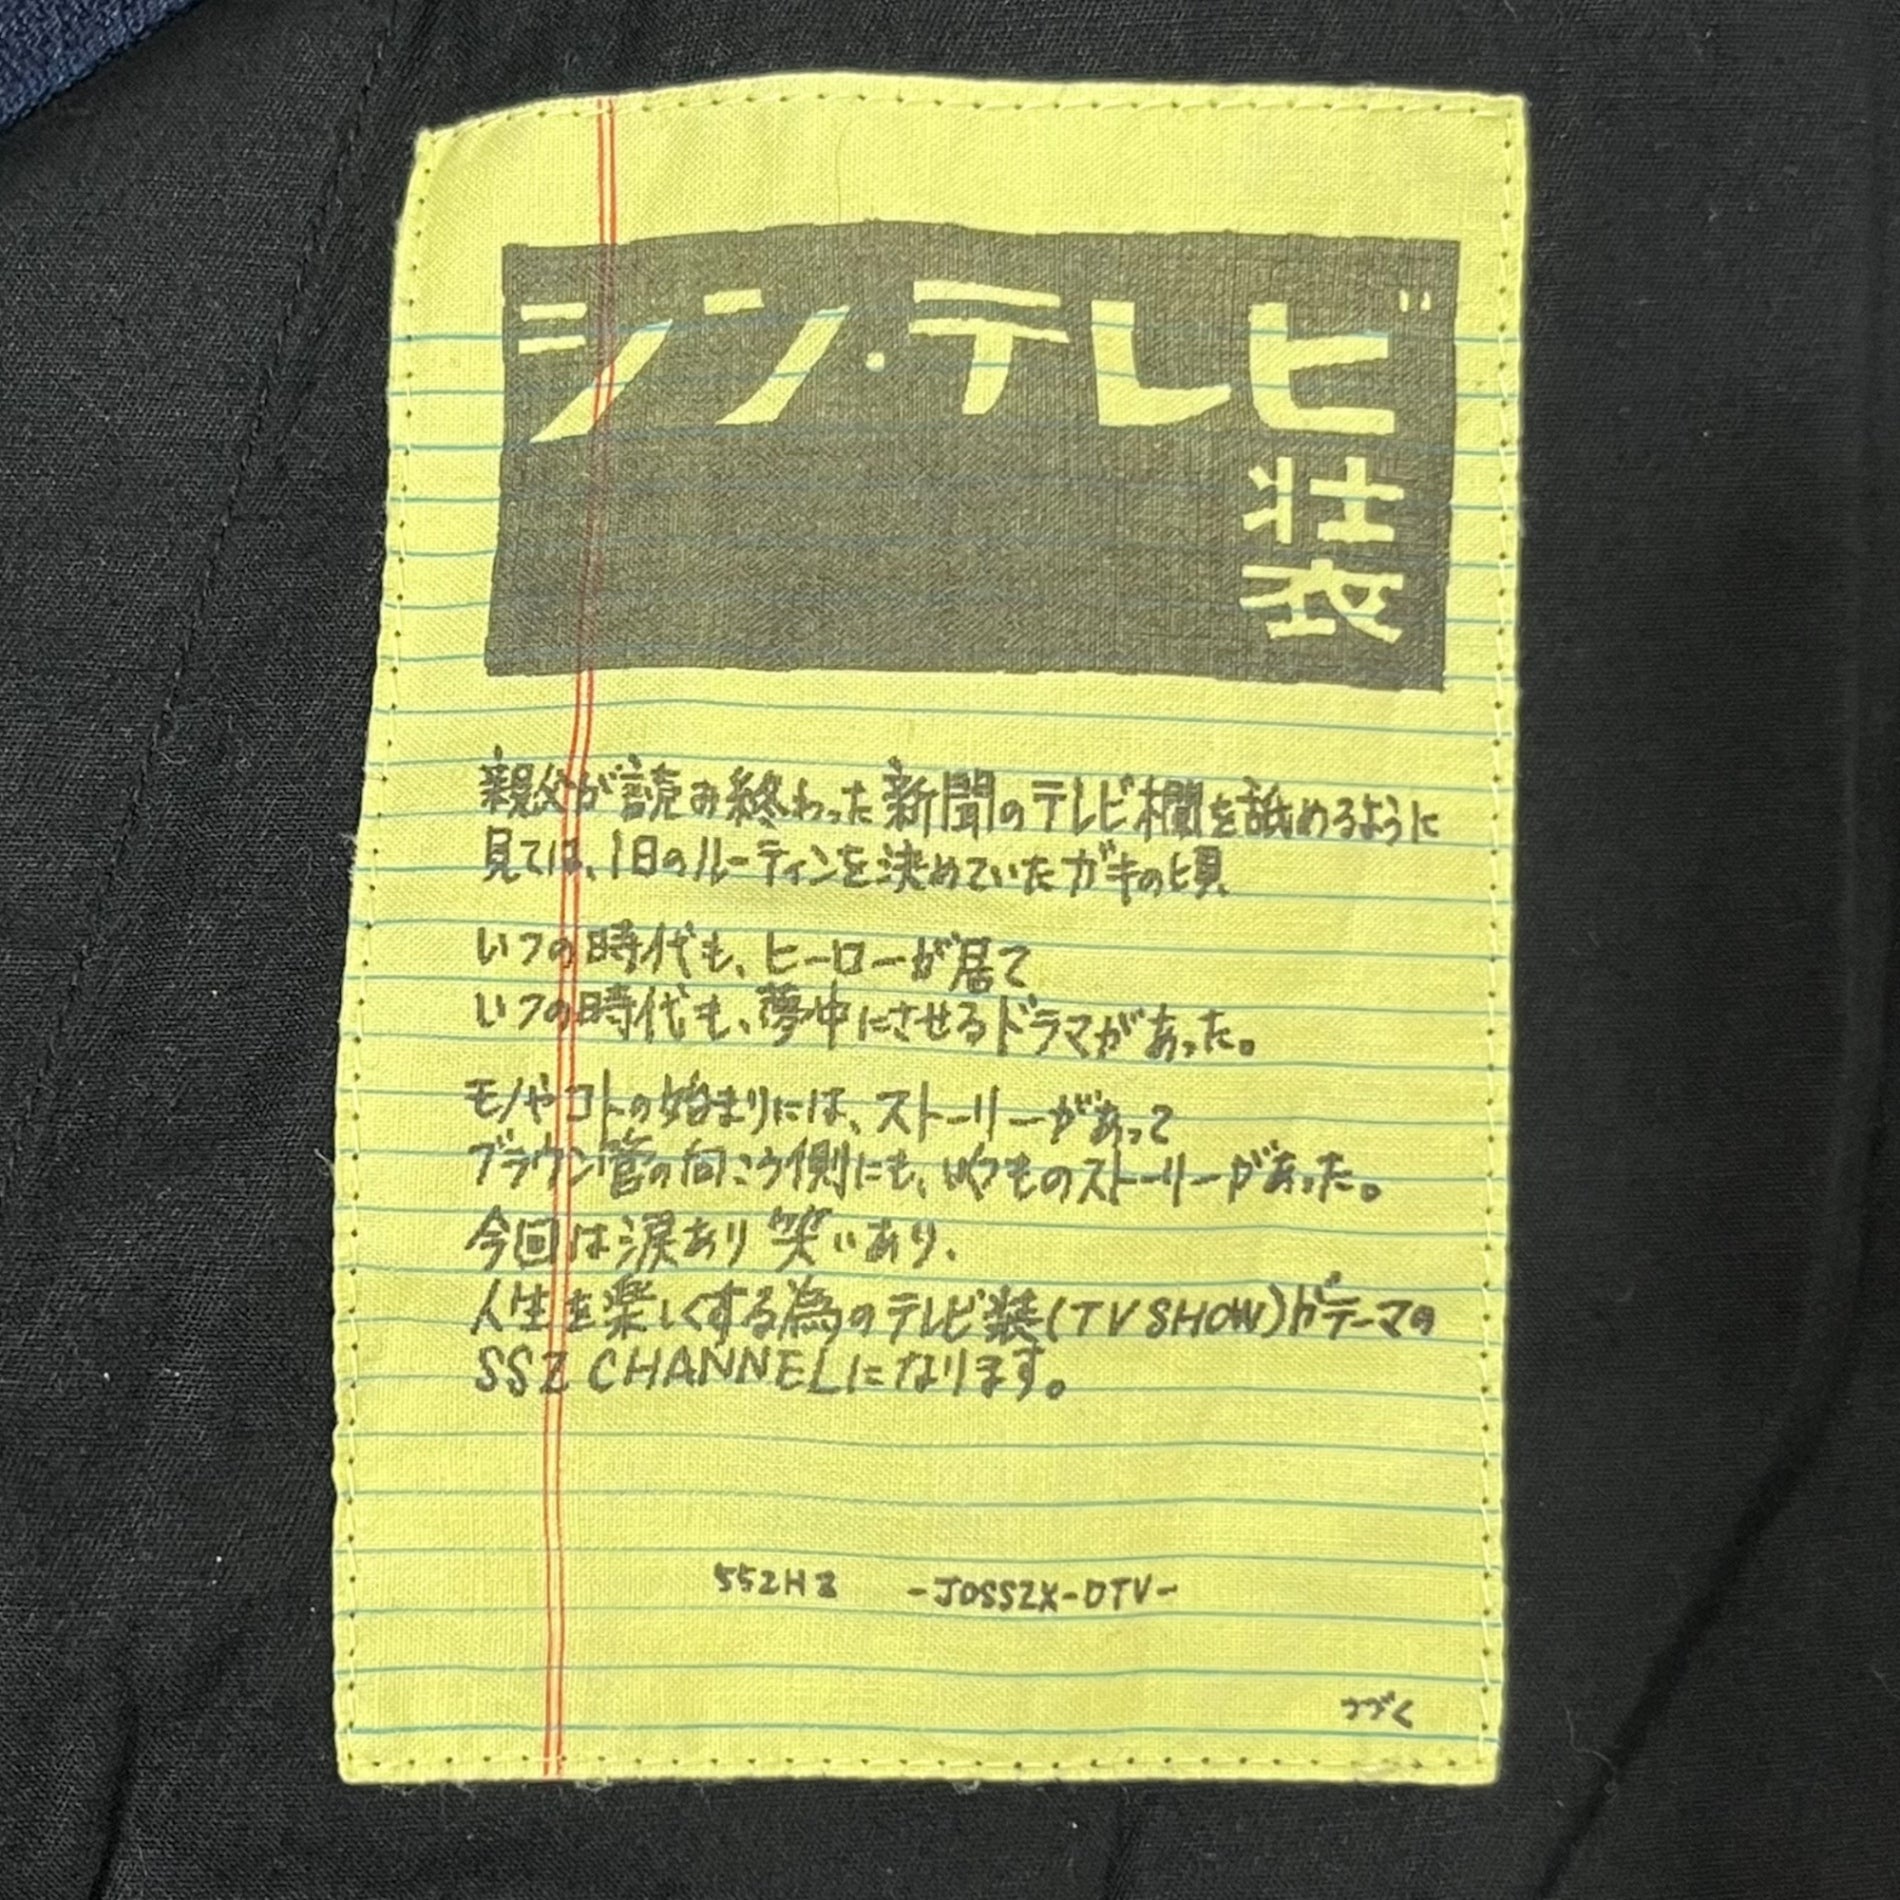 シン・テレビ
壮
衣
親父が読み終わった新聞のテレビ欄を舐めるように
見ては、1日のルーティンを決めていたガキの頃、
いつの時代も、ヒーローが居て
いつの時代も、夢中にさせるドラマがあった。
モノやコトの始まりには、ストーリーがあって
ブラウン管の向こう側にも、いくつものストーリーがあった。
今回は涙あり笑いあり、
人生を楽しくする為のテレビ装(TV SHOW)がテーマの
SSZ CHANNELになります。
SSZHZ -JOSSZX-DTV-
つづく